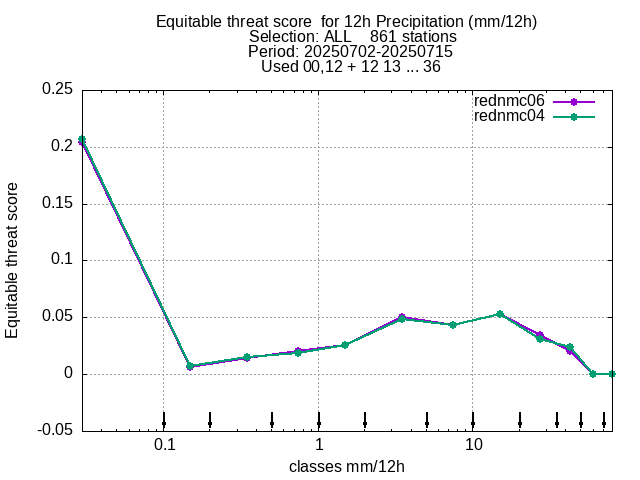 Equitable threat score  for 12h Precipitation (mm/12h)
Selection: ALL    861 stations
Period: 20250702-20250715
Used 00,12 + 12 13 ... 36
rednmc06
rednmc04
0.25
0.2
0.15
0.1
0.05
0
-0.05
Equitable threat score
0.1 1 10
classes mm/12h